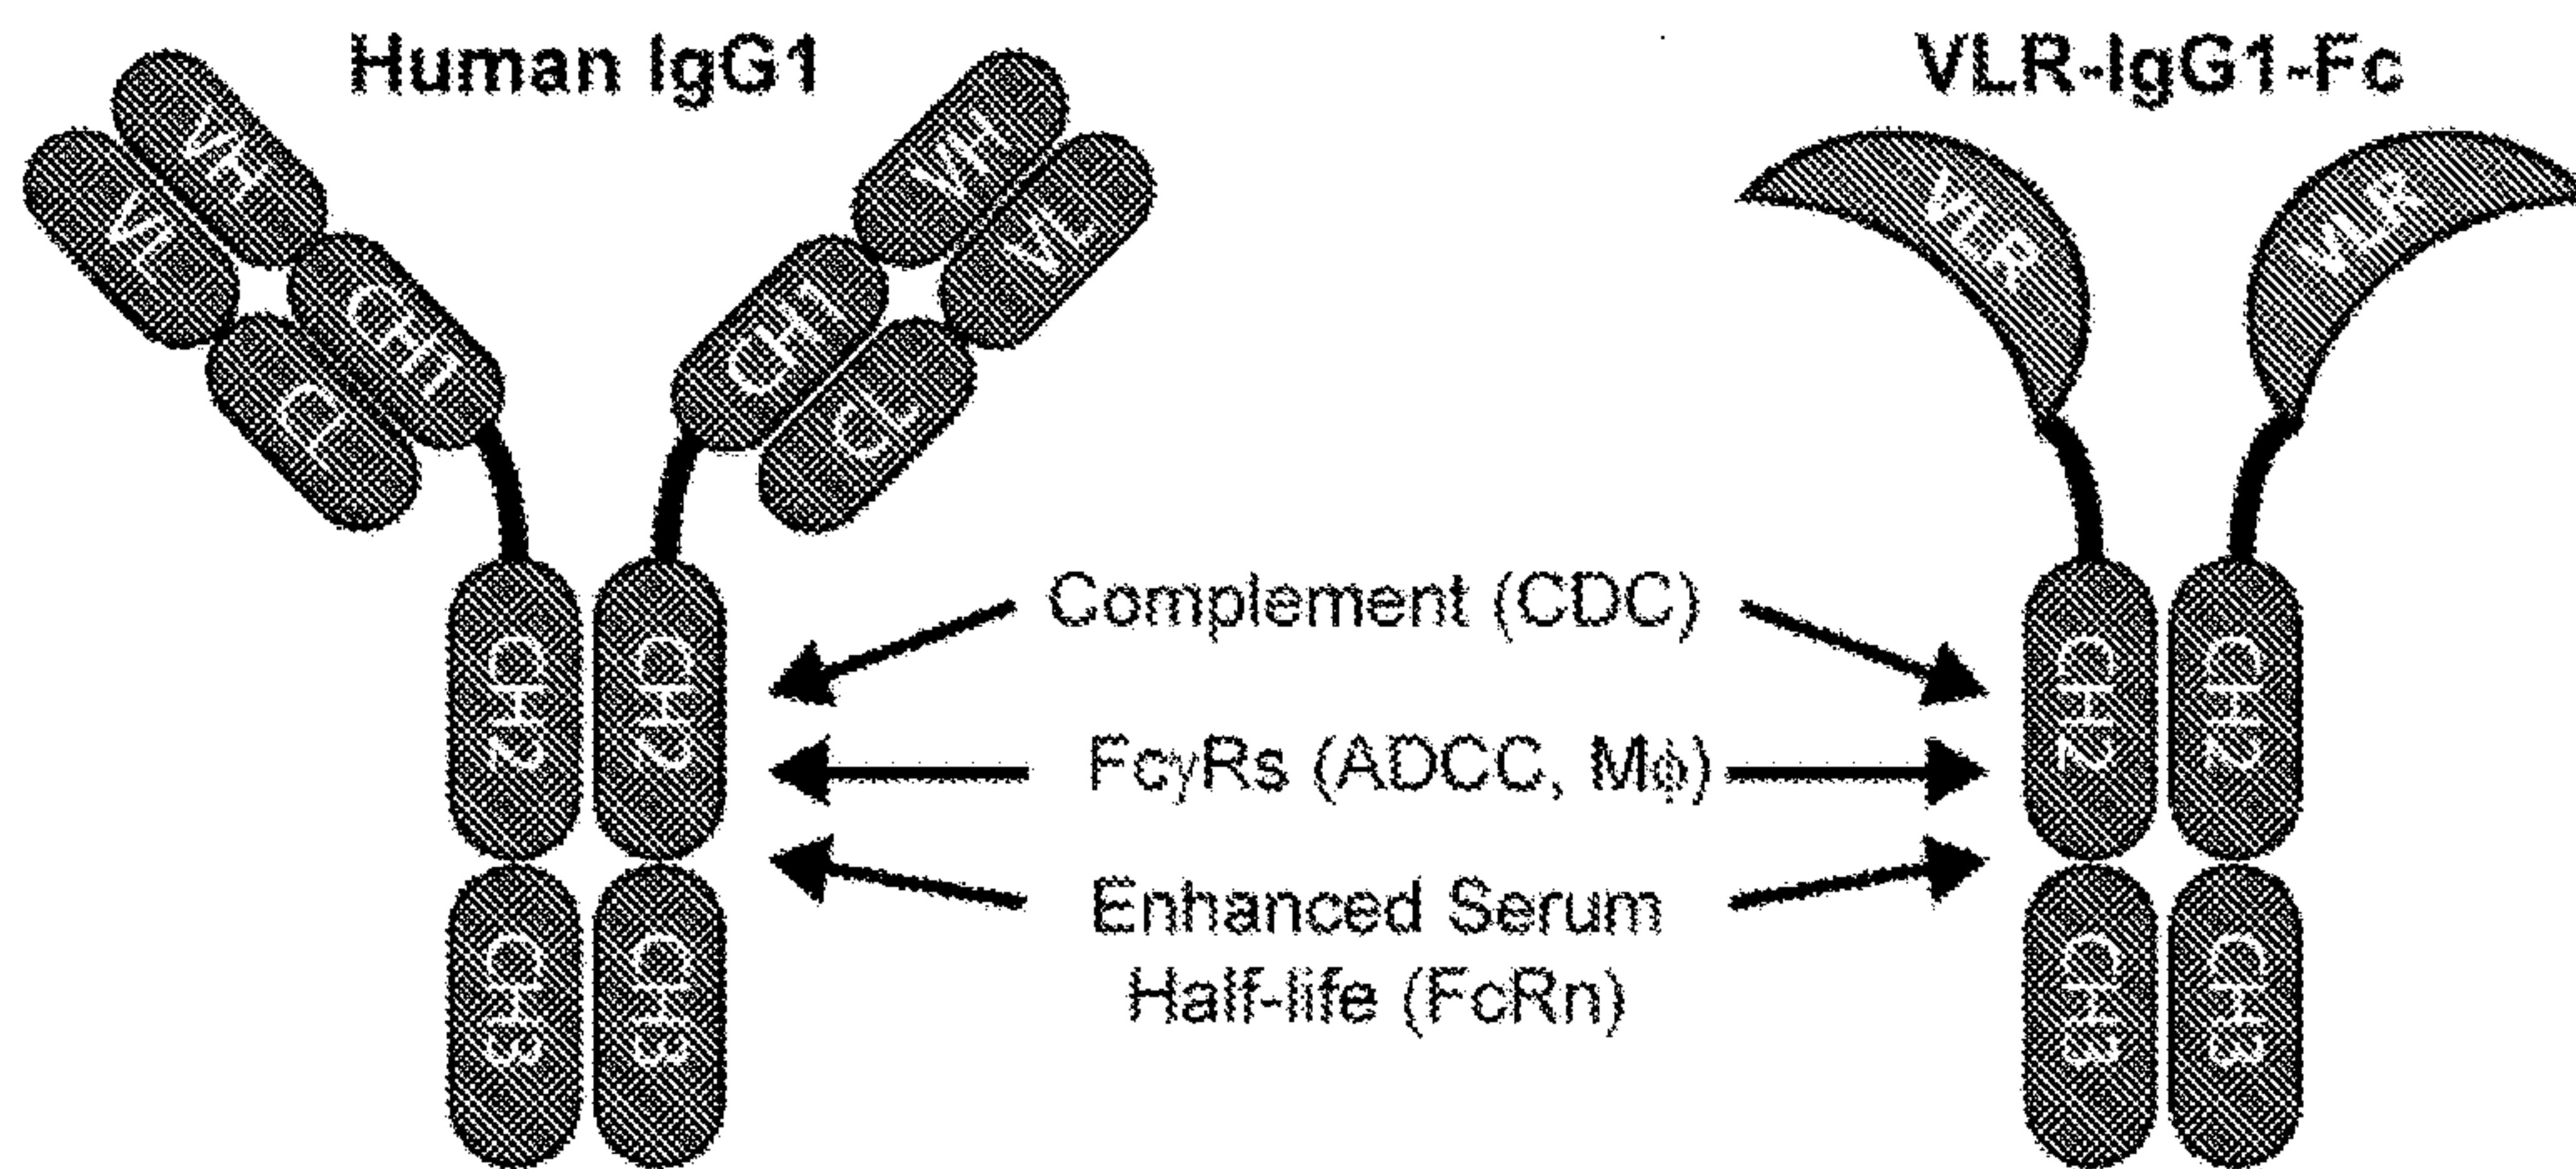 Human IgG1
VLR-IgG1-Fc
VH
VL
CH1
CL
VH
VL
CH1
CL
VLR
VLR
Complement (CDC)
FcγRs (ADCC, Mϕ)
Enhanced Serum
Half-life (FcRn)
CH2
CH2
CH3
CH3
CH2
CH2
CH3
CH3